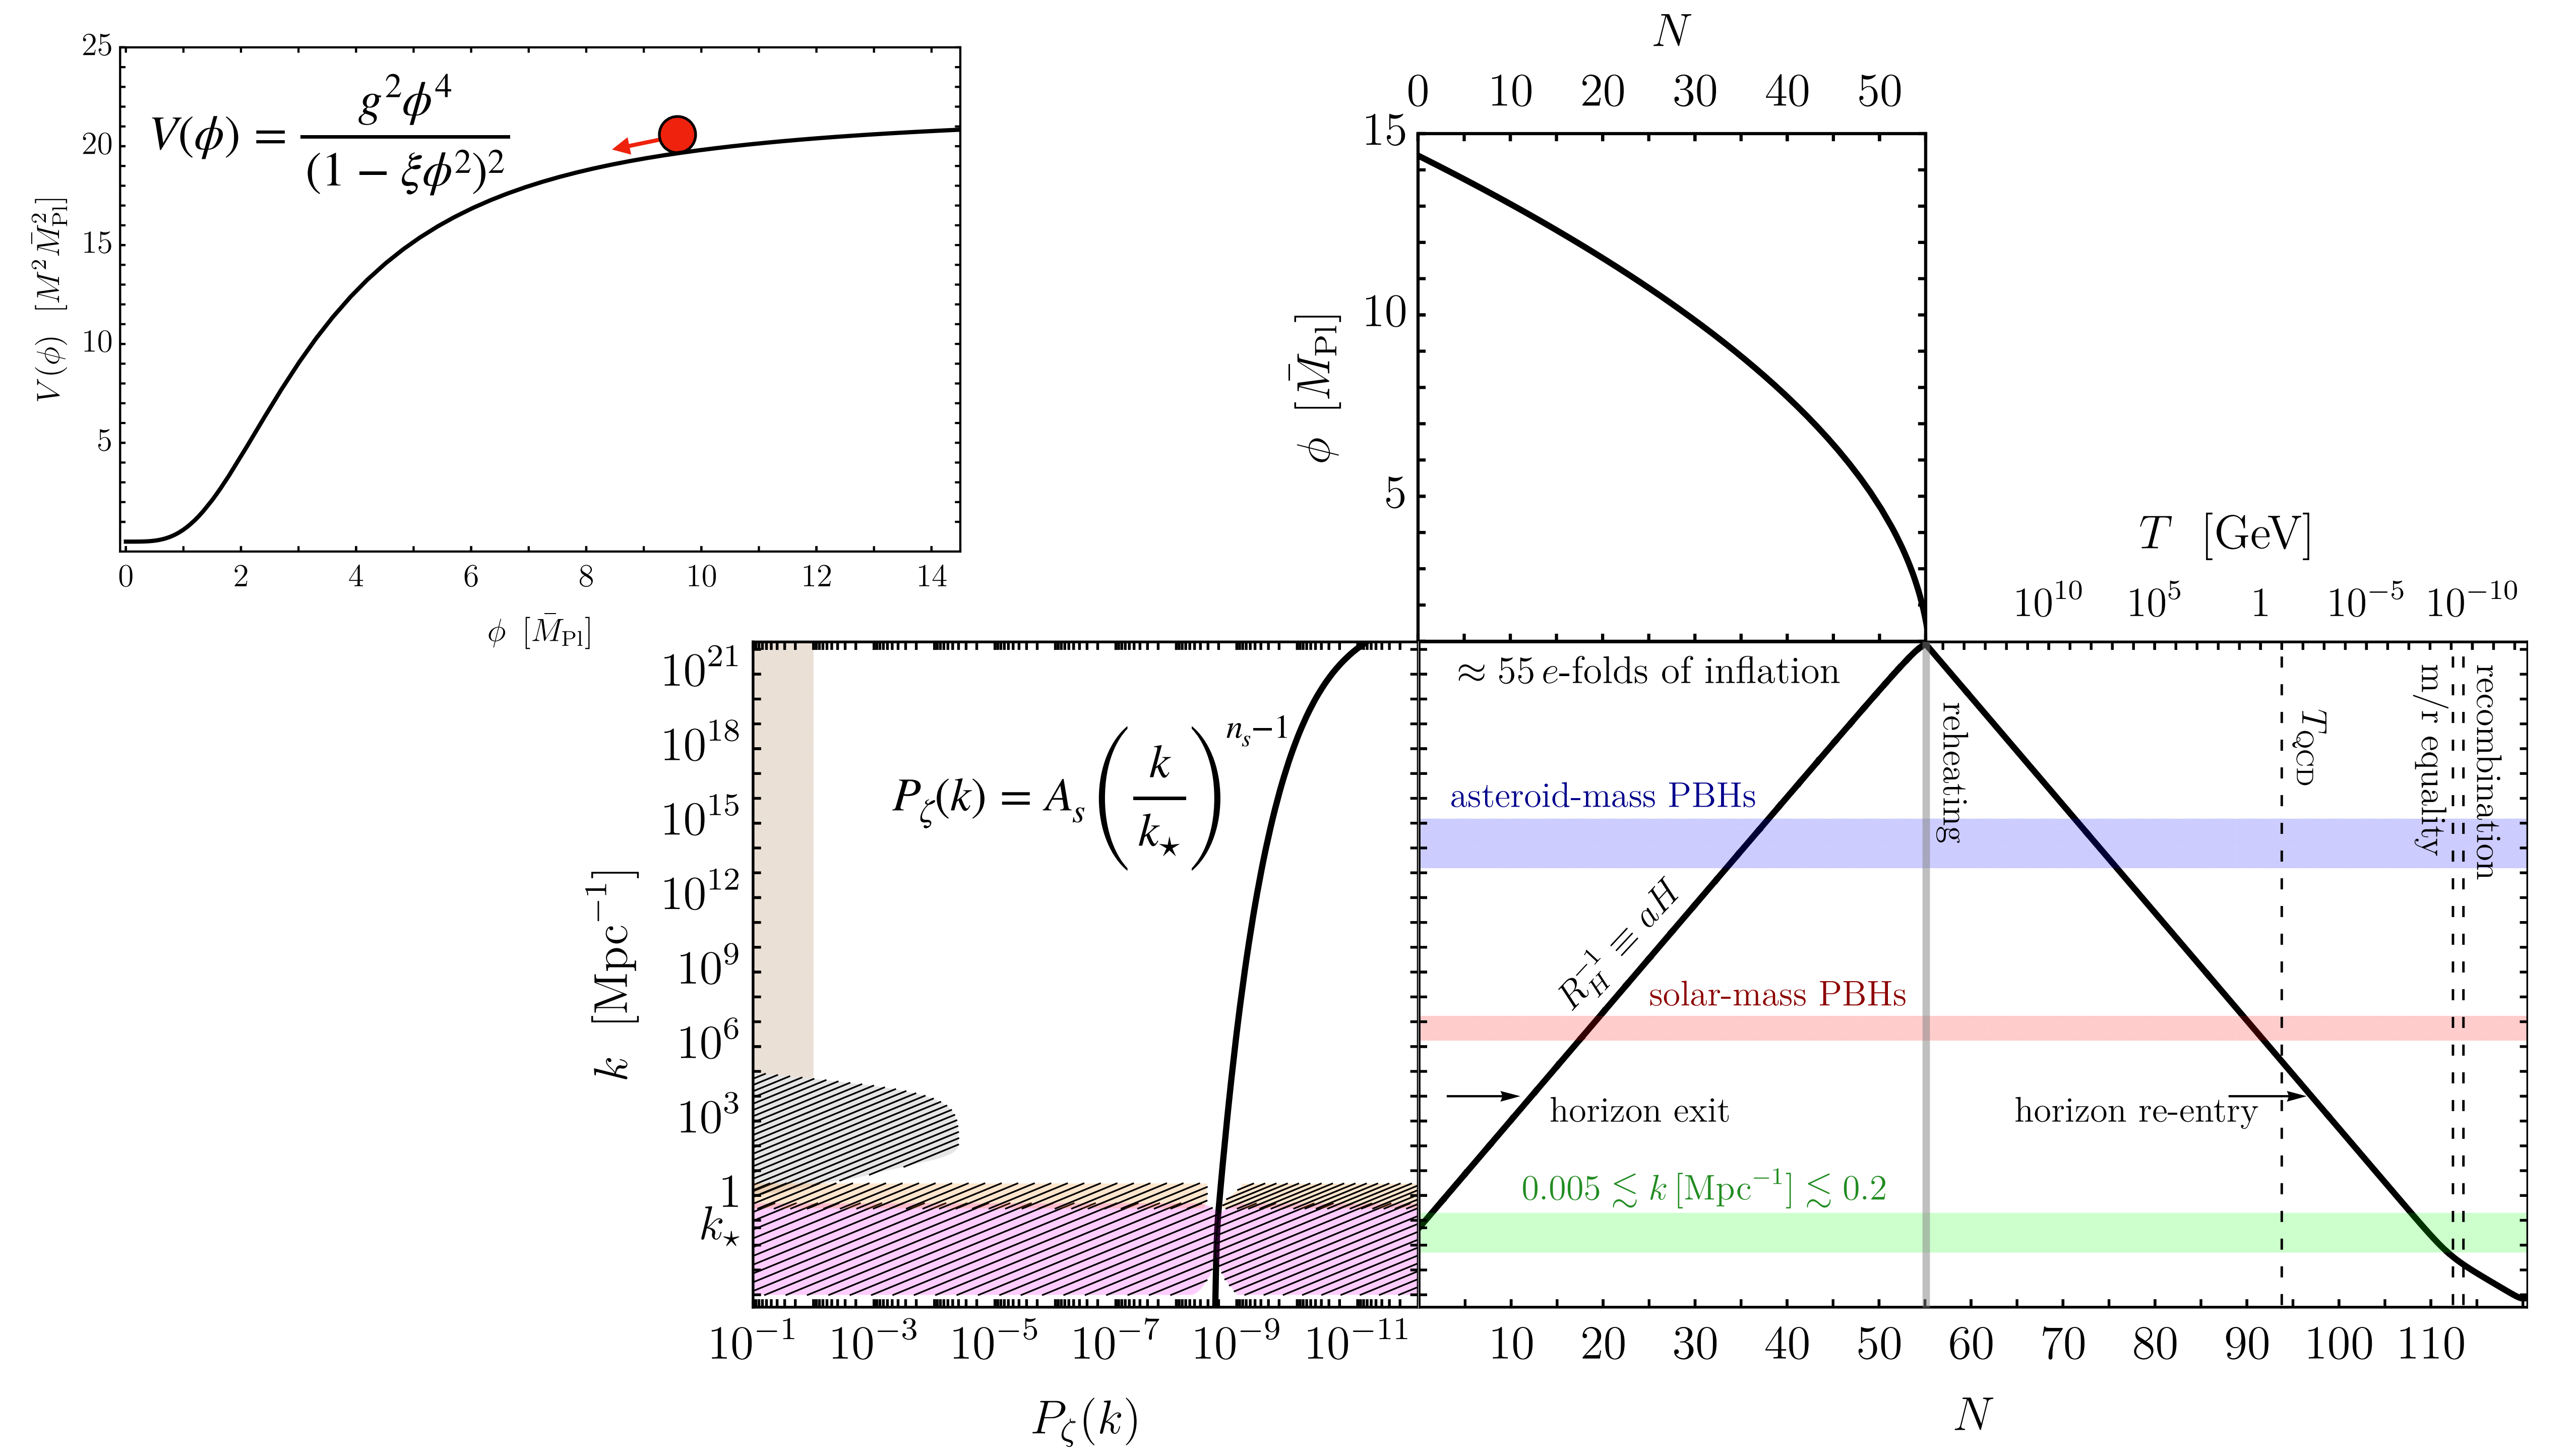 25
20
15
10
5
V(ϕ) [M² M̄²_Pl]
V(ϕ) = g²ϕ⁴ / (1 − ξϕ²)²
0 2 4 6 8 10 12 14
ϕ [M̄_Pl]
N
0 10 20 30 40 50
15
10
5
ϕ [M̄_Pl]
T [GeV]
10¹⁰ 10⁵ 1 10⁻⁵ 10⁻¹⁰
10²¹
10¹⁸
10¹⁵
10¹²
10⁹
10⁶
10³
1
k⋆
k [Mpc⁻¹]
P_ζ(k) = A_s (k / k⋆)^{n_s−1}
10⁻¹ 10⁻³ 10⁻⁵ 10⁻⁷ 10⁻⁹ 10⁻¹¹
P_ζ(k)
≈ 55 e-folds of inflation
reheating
T_QCD
m/r equality
recombination
asteroid-mass PBHs
R_H⁻¹ ≡ aH
solar-mass PBHs
horizon exit
horizon re-entry
0.005 ≲ k [Mpc⁻¹] ≲ 0.2
10 20 30 40 50 60 70 80 90 100 110
N